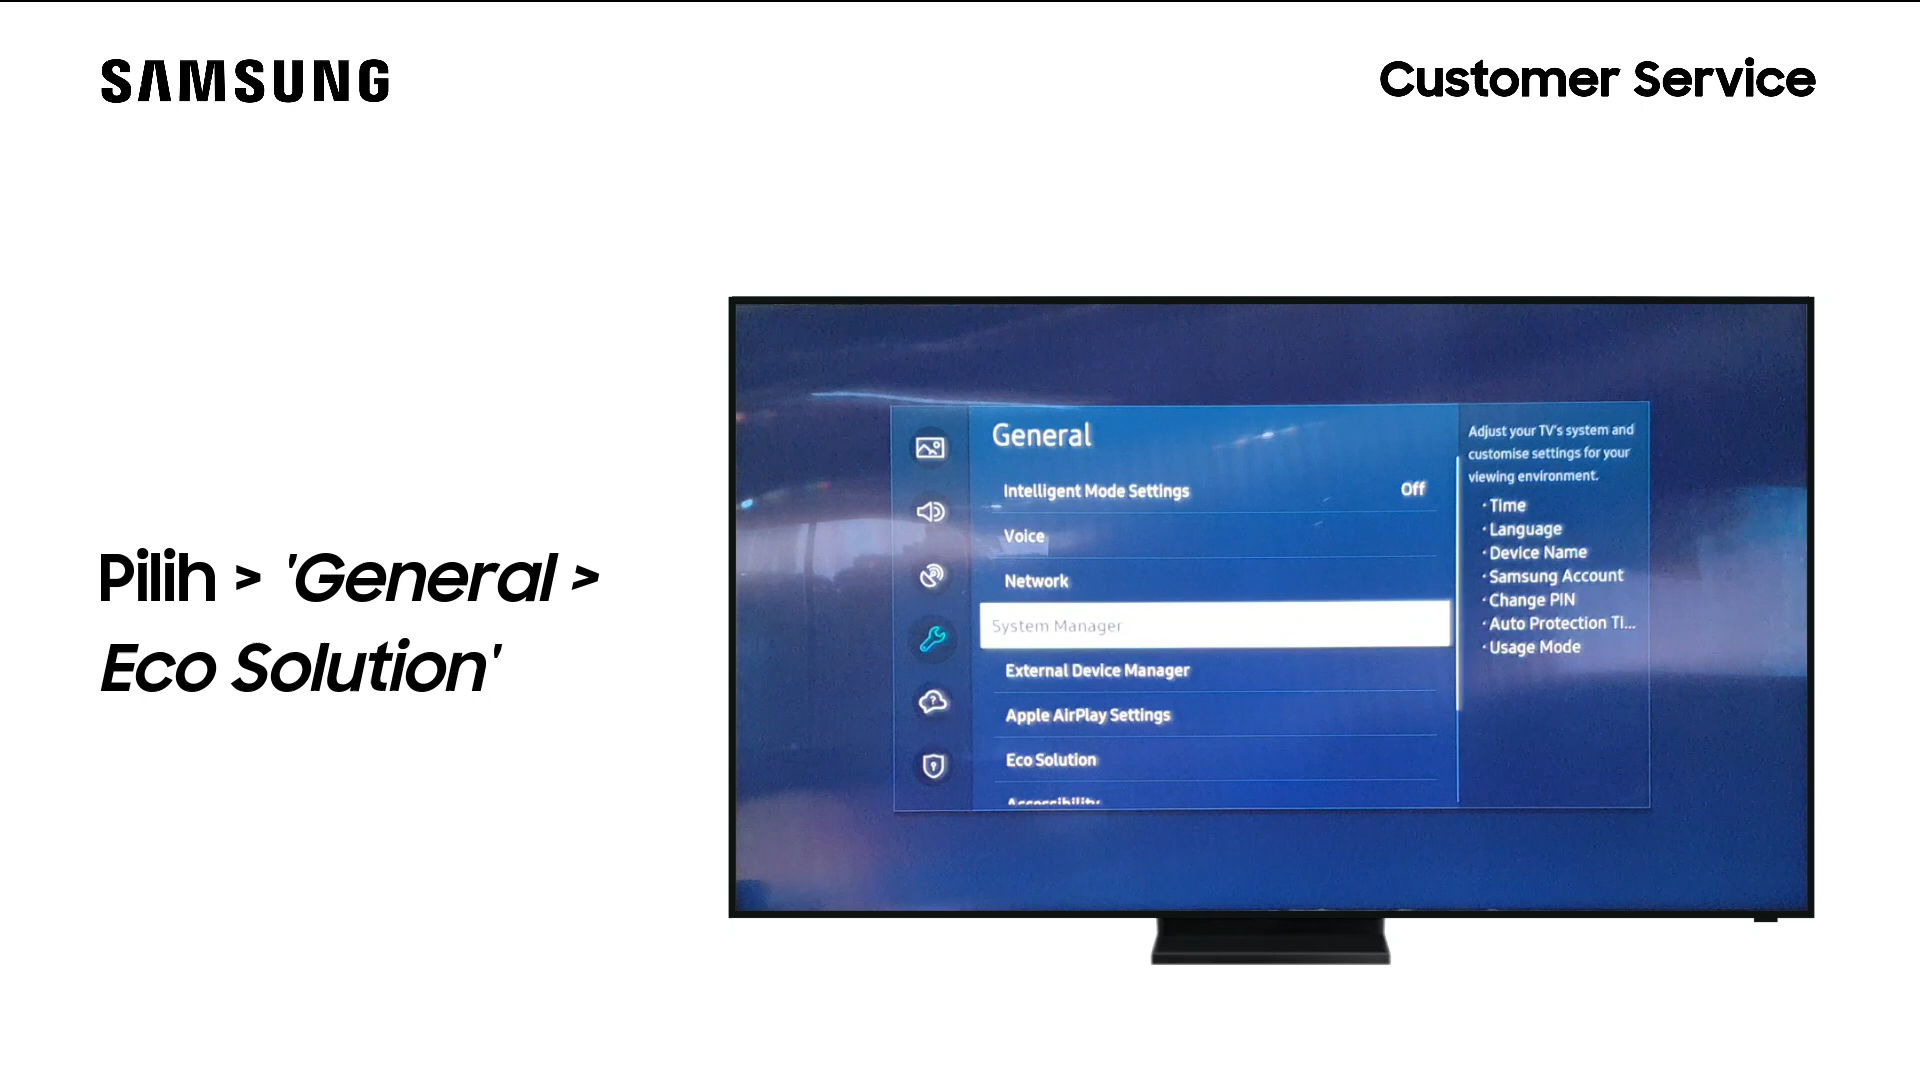 SAMSUNG
Customer Service
Pilih > 'General >
Eco Solution'
General
Intelligent Mode Settings Off
Voice
Network
System Manager
External Device Manager
Apple AirPlay Settings
Eco Solution
Accessibility
Adjust your TV's system and
customise settings for your
viewing environment.
· Time
· Language
· Device Name
· Samsung Account
· Change PIN
· Auto Protection Ti...
· Usage Mode